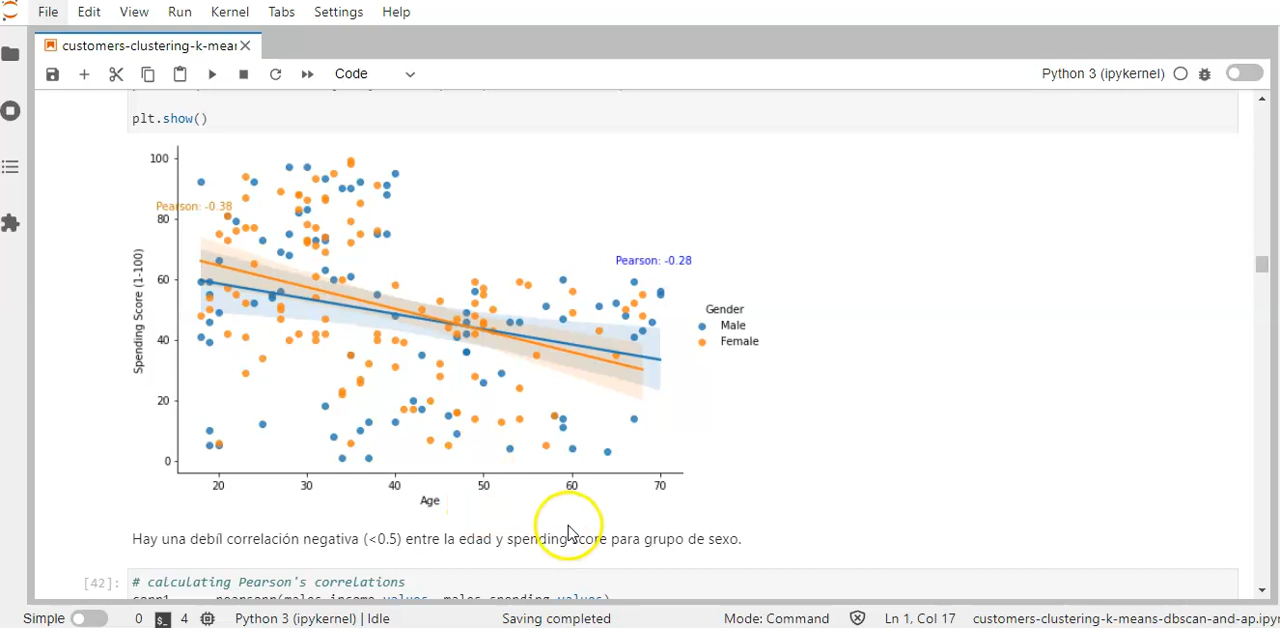 File Edit View Run Kernel Tabs Settings Help
customers-clustering-k-mean
Code
Python 3 (ipykernel)
plt.show()
100
80
60
40
20
0
Spending Score (1-100)
Pearson: -0.38
Pearson: -0.28
Gender
Male
Female
20 30 40 50 60 70
Age
Hay una debíl correlación negativa (<0.5) entre la edad y spending score para grupo de sexo.
[42]: # calculating Pearson's correlations
Simple 0 4 Python 3 (ipykernel) | Idle Saving completed Mode: Command Ln 1, Col 17 customers-clustering-k-means-dbscan-and-ap.ipyn